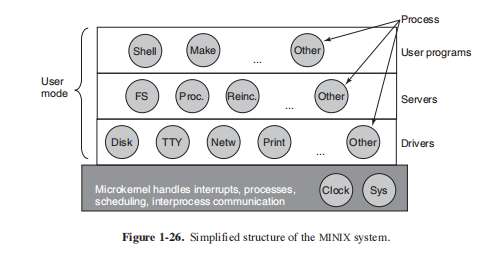 Process
Shell Make ... Other User programs
User
mode
FS Proc. Reinc. ... Other Servers
Disk TTY Netw Print ... Other Drivers
Microkernel handles interrupts, processes,
scheduling, interprocess communication
Clock Sys
Figure 1-26. Simplified structure of the MINIX system.